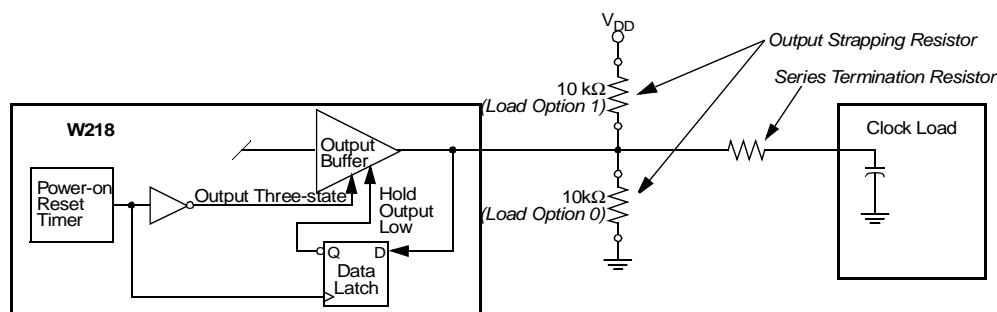 VDD
Output Strapping Resistor
Series Termination Resistor
10 kΩ
(Load Option 1)
W218
Clock Load
Output
Buffer
Power-on
Reset
Timer
Output Three-state
Hold
Output
Low
10kΩ
(Load Option 0)
Q D
Data
Latch